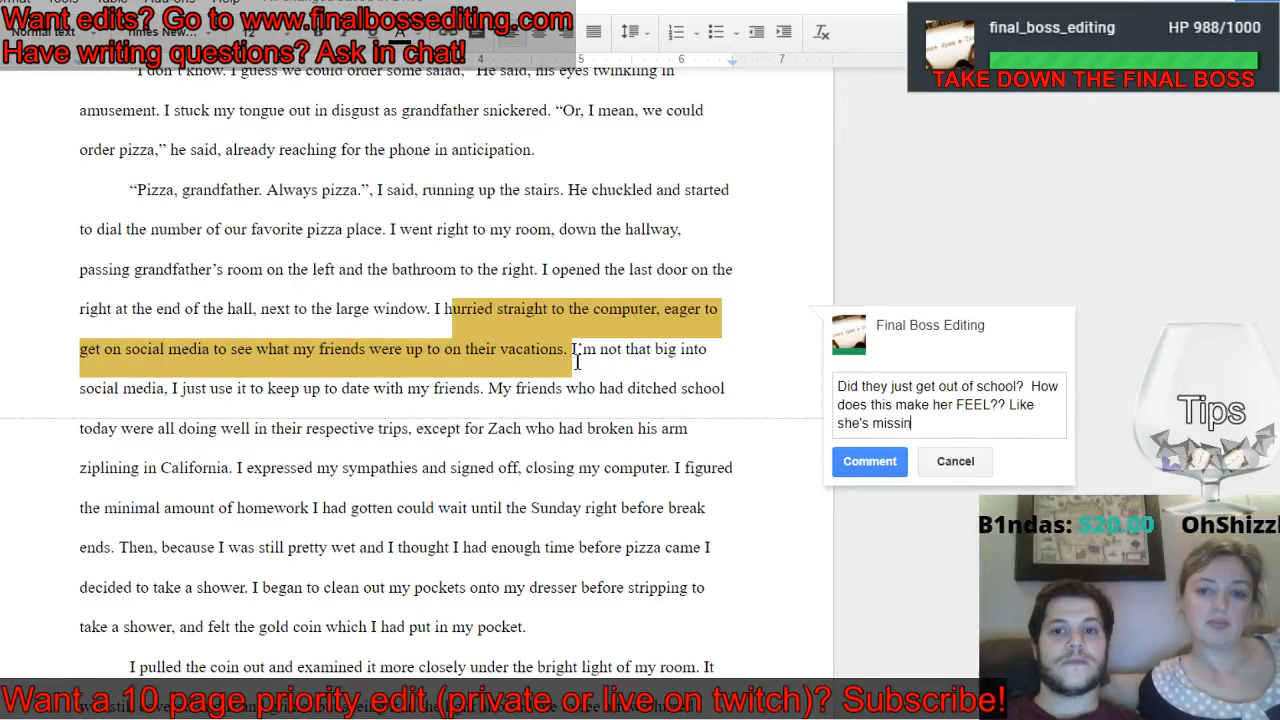 Want edits? Go to www.finalbossediting.com
Have writing questions? Ask in chat!
final_boss_editing HP 988/1000
TAKE DOWN THE FINAL BOSS
Normal text Times New... 12
5 6 7
"I don't know. I guess we could order some salad," He said, his eyes twinkling in
amusement. I stuck my tongue out in disgust as grandfather snickered. “Or, I mean, we could
order pizza,” he said, already reaching for the phone in anticipation.
“Pizza, grandfather. Always pizza.”, I said, running up the stairs. He chuckled and started
to dial the number of our favorite pizza place. I went right to my room, down the hallway,
passing grandfather’s room on the left and the bathroom to the right. I opened the last door on the
right at the end of the hall, next to the large window. I hurried straight to the computer, eager to
get on social media to see what my friends were up to on their vacations. I’m not that big into
social media, I just use it to keep up to date with my friends. My friends who had ditched school
today were all doing well in their respective trips, except for Zach who had broken his arm
ziplining in California. I expressed my sympathies and signed off, closing my computer. I figured
the minimal amount of homework I had gotten could wait until the Sunday right before break
ends. Then, because I was still pretty wet and I thought I had enough time before pizza came I
decided to take a shower. I began to clean out my pockets onto my dresser before stripping to
take a shower, and felt the gold coin which I had put in my pocket.
I pulled the coin out and examined it more closely under the bright light of my room. It
Final Boss Editing
Did they just get out of school? How
does this make her FEEL?? Like
she's missin
Comment Cancel
Tips
B1ndas: $20.00 OhShizzl
Want a 10 page priority edit (private or live on twitch)? Subscribe!